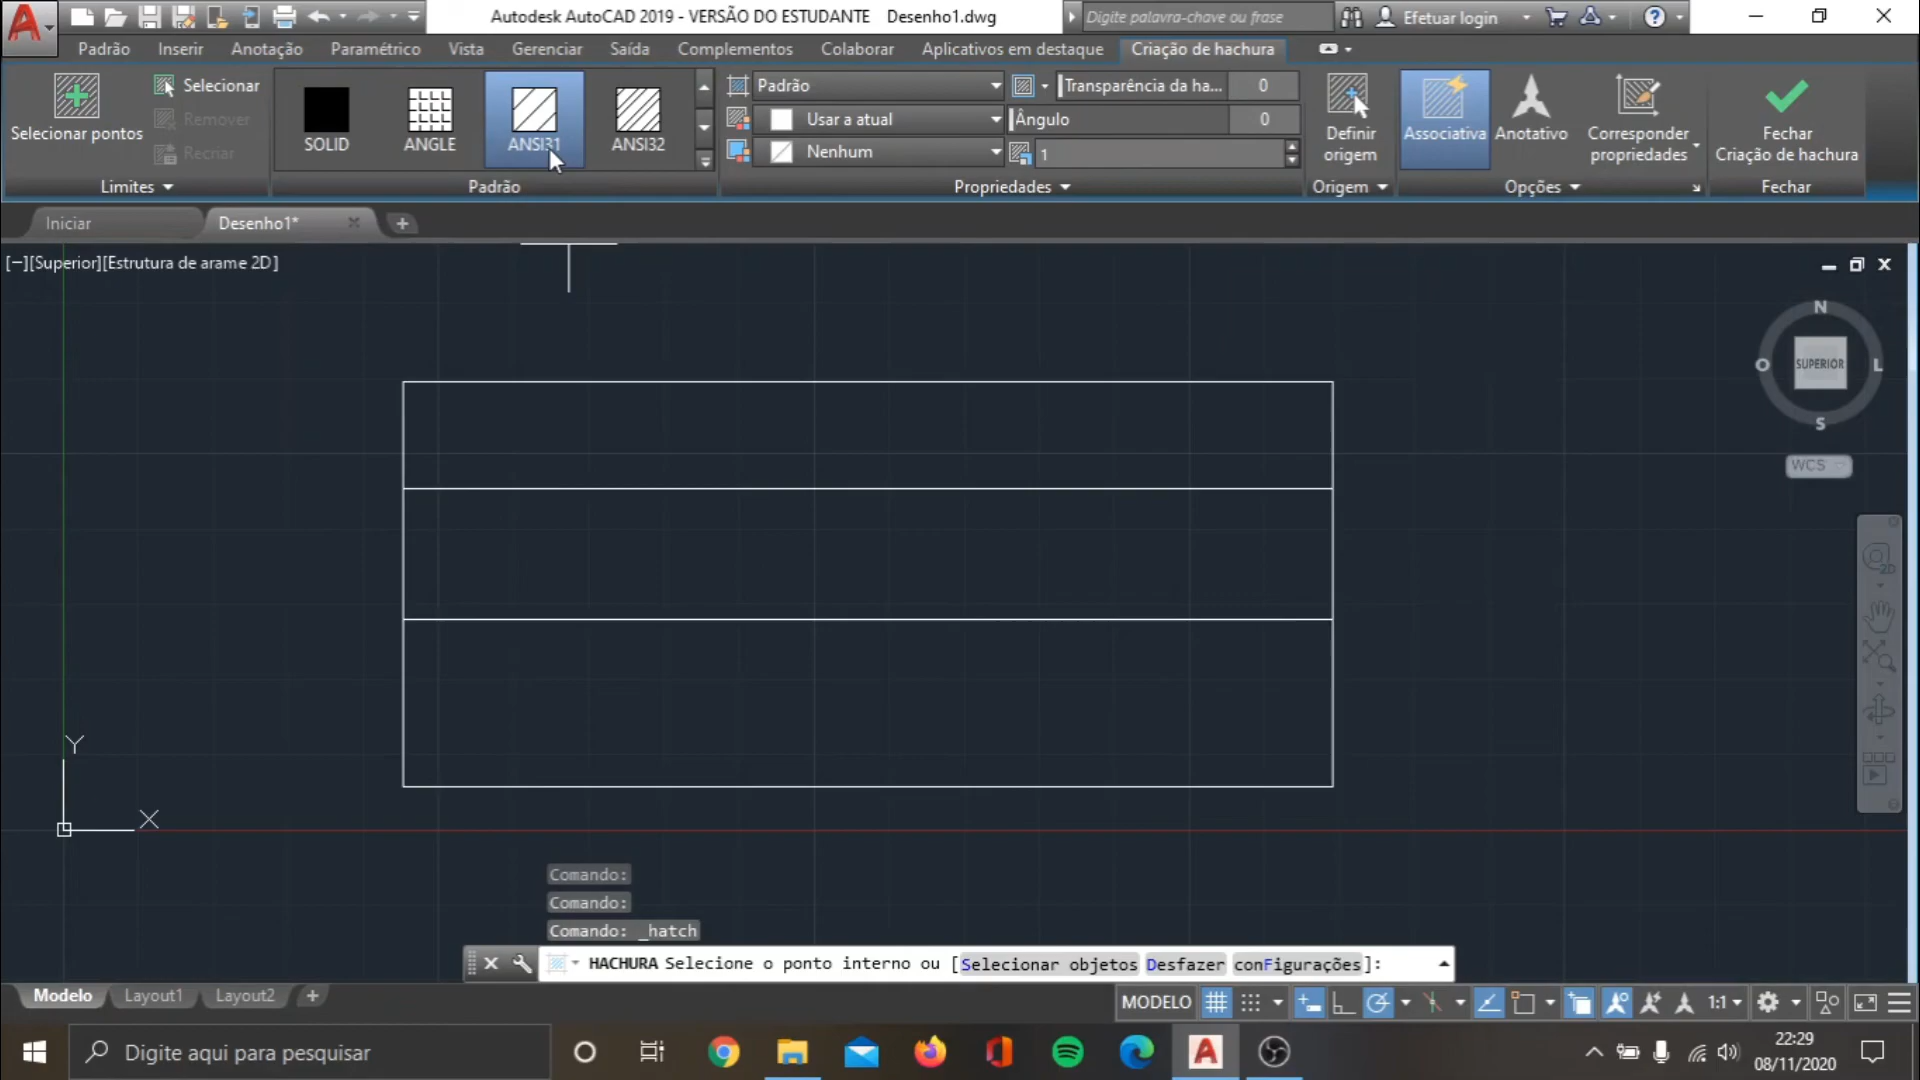 Autodesk AutoCAD 2019 - VERSÃO DO ESTUDANTE Desenho1.dwg
Digite palavra-chave ou frase
Efetuar login
Padrão Inserir Anotação Paramétrico Vista Gerenciar Saída Complementos Colaborar Aplicativos em destaque Criação de hachura
Selecionar pontos
Selecionar
Remover
Recriar
Limites
SOLID
ANGLE
ANSI31
ANSI32
Padrão
Padrão
Usar a atual
Nenhum
Transparência da ha... 0
Ângulo 0
1
Propriedades
Definir
origem
Origem
Associativa
Anotativo
Corresponder
propriedades
Opções
Fechar
Criação de hachura
Fechar
Iniciar
Desenho1*
[−][Superior][Estrutura de arame 2D]
N
O
SUPERIOR
L
S
WCS
2D
Y
X
Comando:
Comando:
Comando: _hatch
HACHURA Selecione o ponto interno ou [Selecionar objetos Desfazer conFigurações]:
Modelo Layout1 Layout2
MODELO
1:1
Digite aqui para pesquisar
22:29
08/11/2020